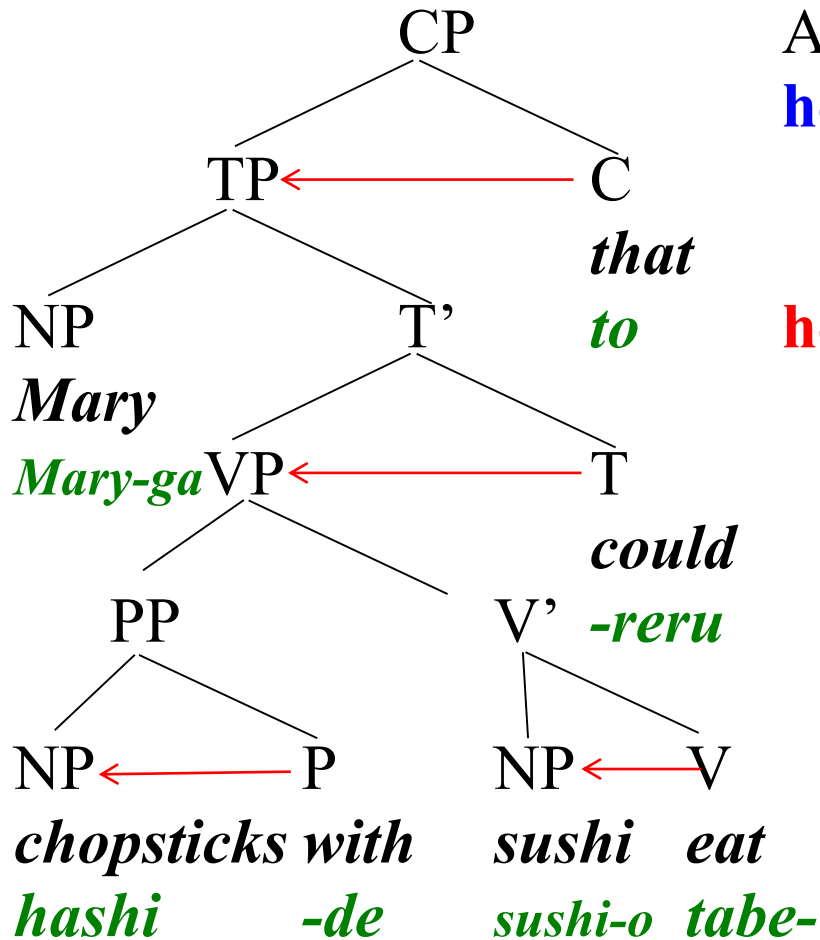 CP A
TP C
that
NP T’ to
Mary
Mary-ga VP T
could
PP V’ -reru
NP P NP V
chopsticks with sushi eat
hashi -de sushi-o tabe-